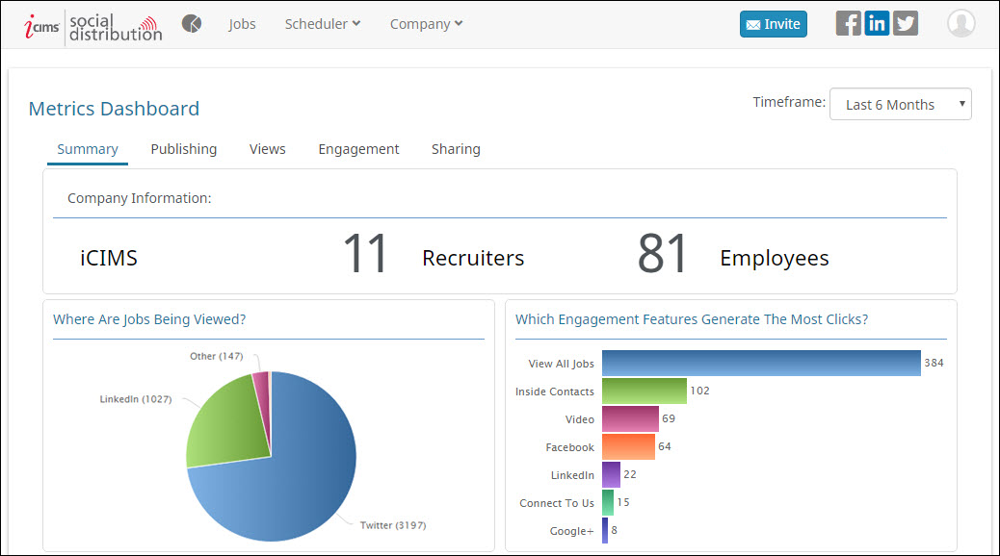 iCIMS social distribution
Jobs
Scheduler
Company
Invite
Metrics Dashboard
Timeframe: Last 6 Months
Summary
Publishing
Views
Engagement
Sharing
Company Information:
iCIMS
11 Recruiters
81 Employees
Where Are Jobs Being Viewed?
Other (147)
LinkedIn (1027)
Twitter (3197)
Which Engagement Features Generate The Most Clicks?
View All Jobs 384
Inside Contacts 102
Video 69
Facebook 64
LinkedIn 22
Connect To Us 15
Google+ 8